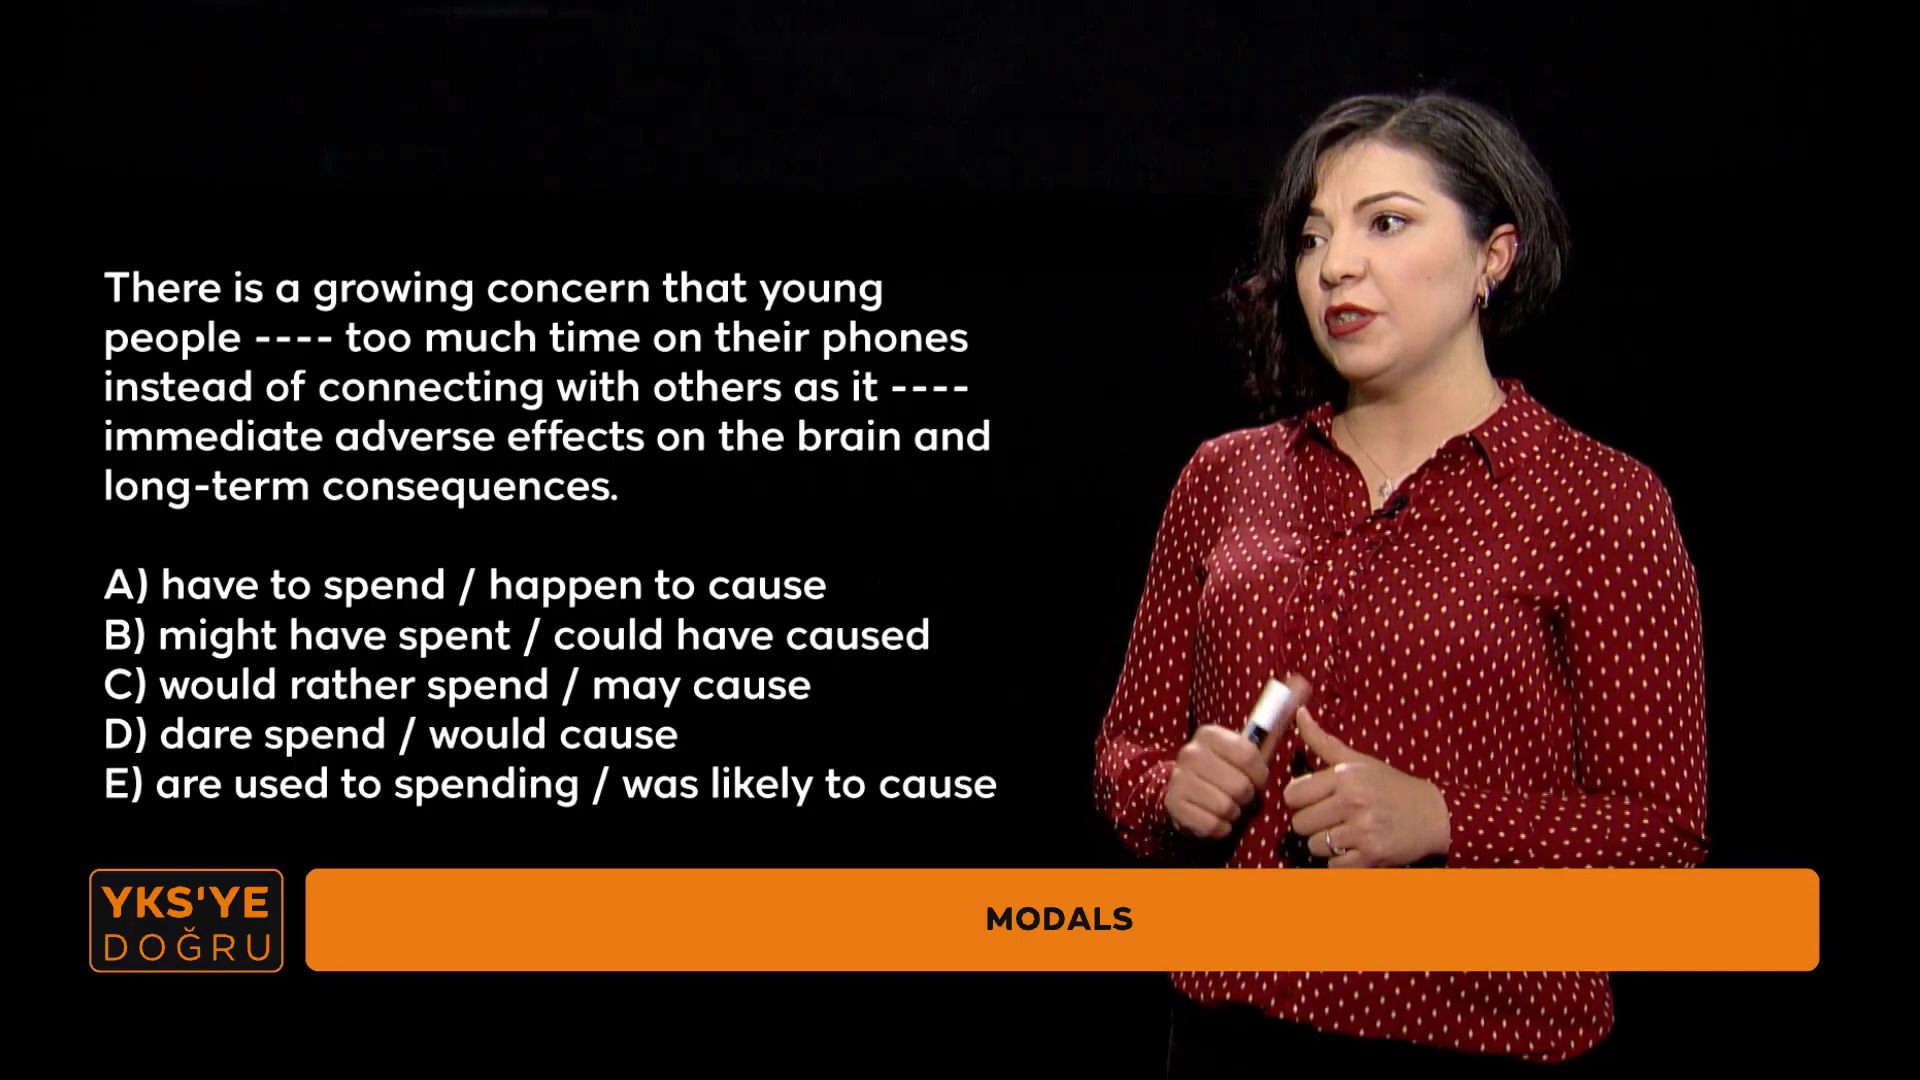 There is a growing concern that young
people ---- too much time on their phones
instead of connecting with others as it ----
immediate adverse effects on the brain and
long-term consequences.
A) have to spend / happen to cause
B) might have spent / could have caused
C) would rather spend / may cause
D) dare spend / would cause
E) are used to spending / was likely to cause
YKS'YE
DOĞRU
MODALS